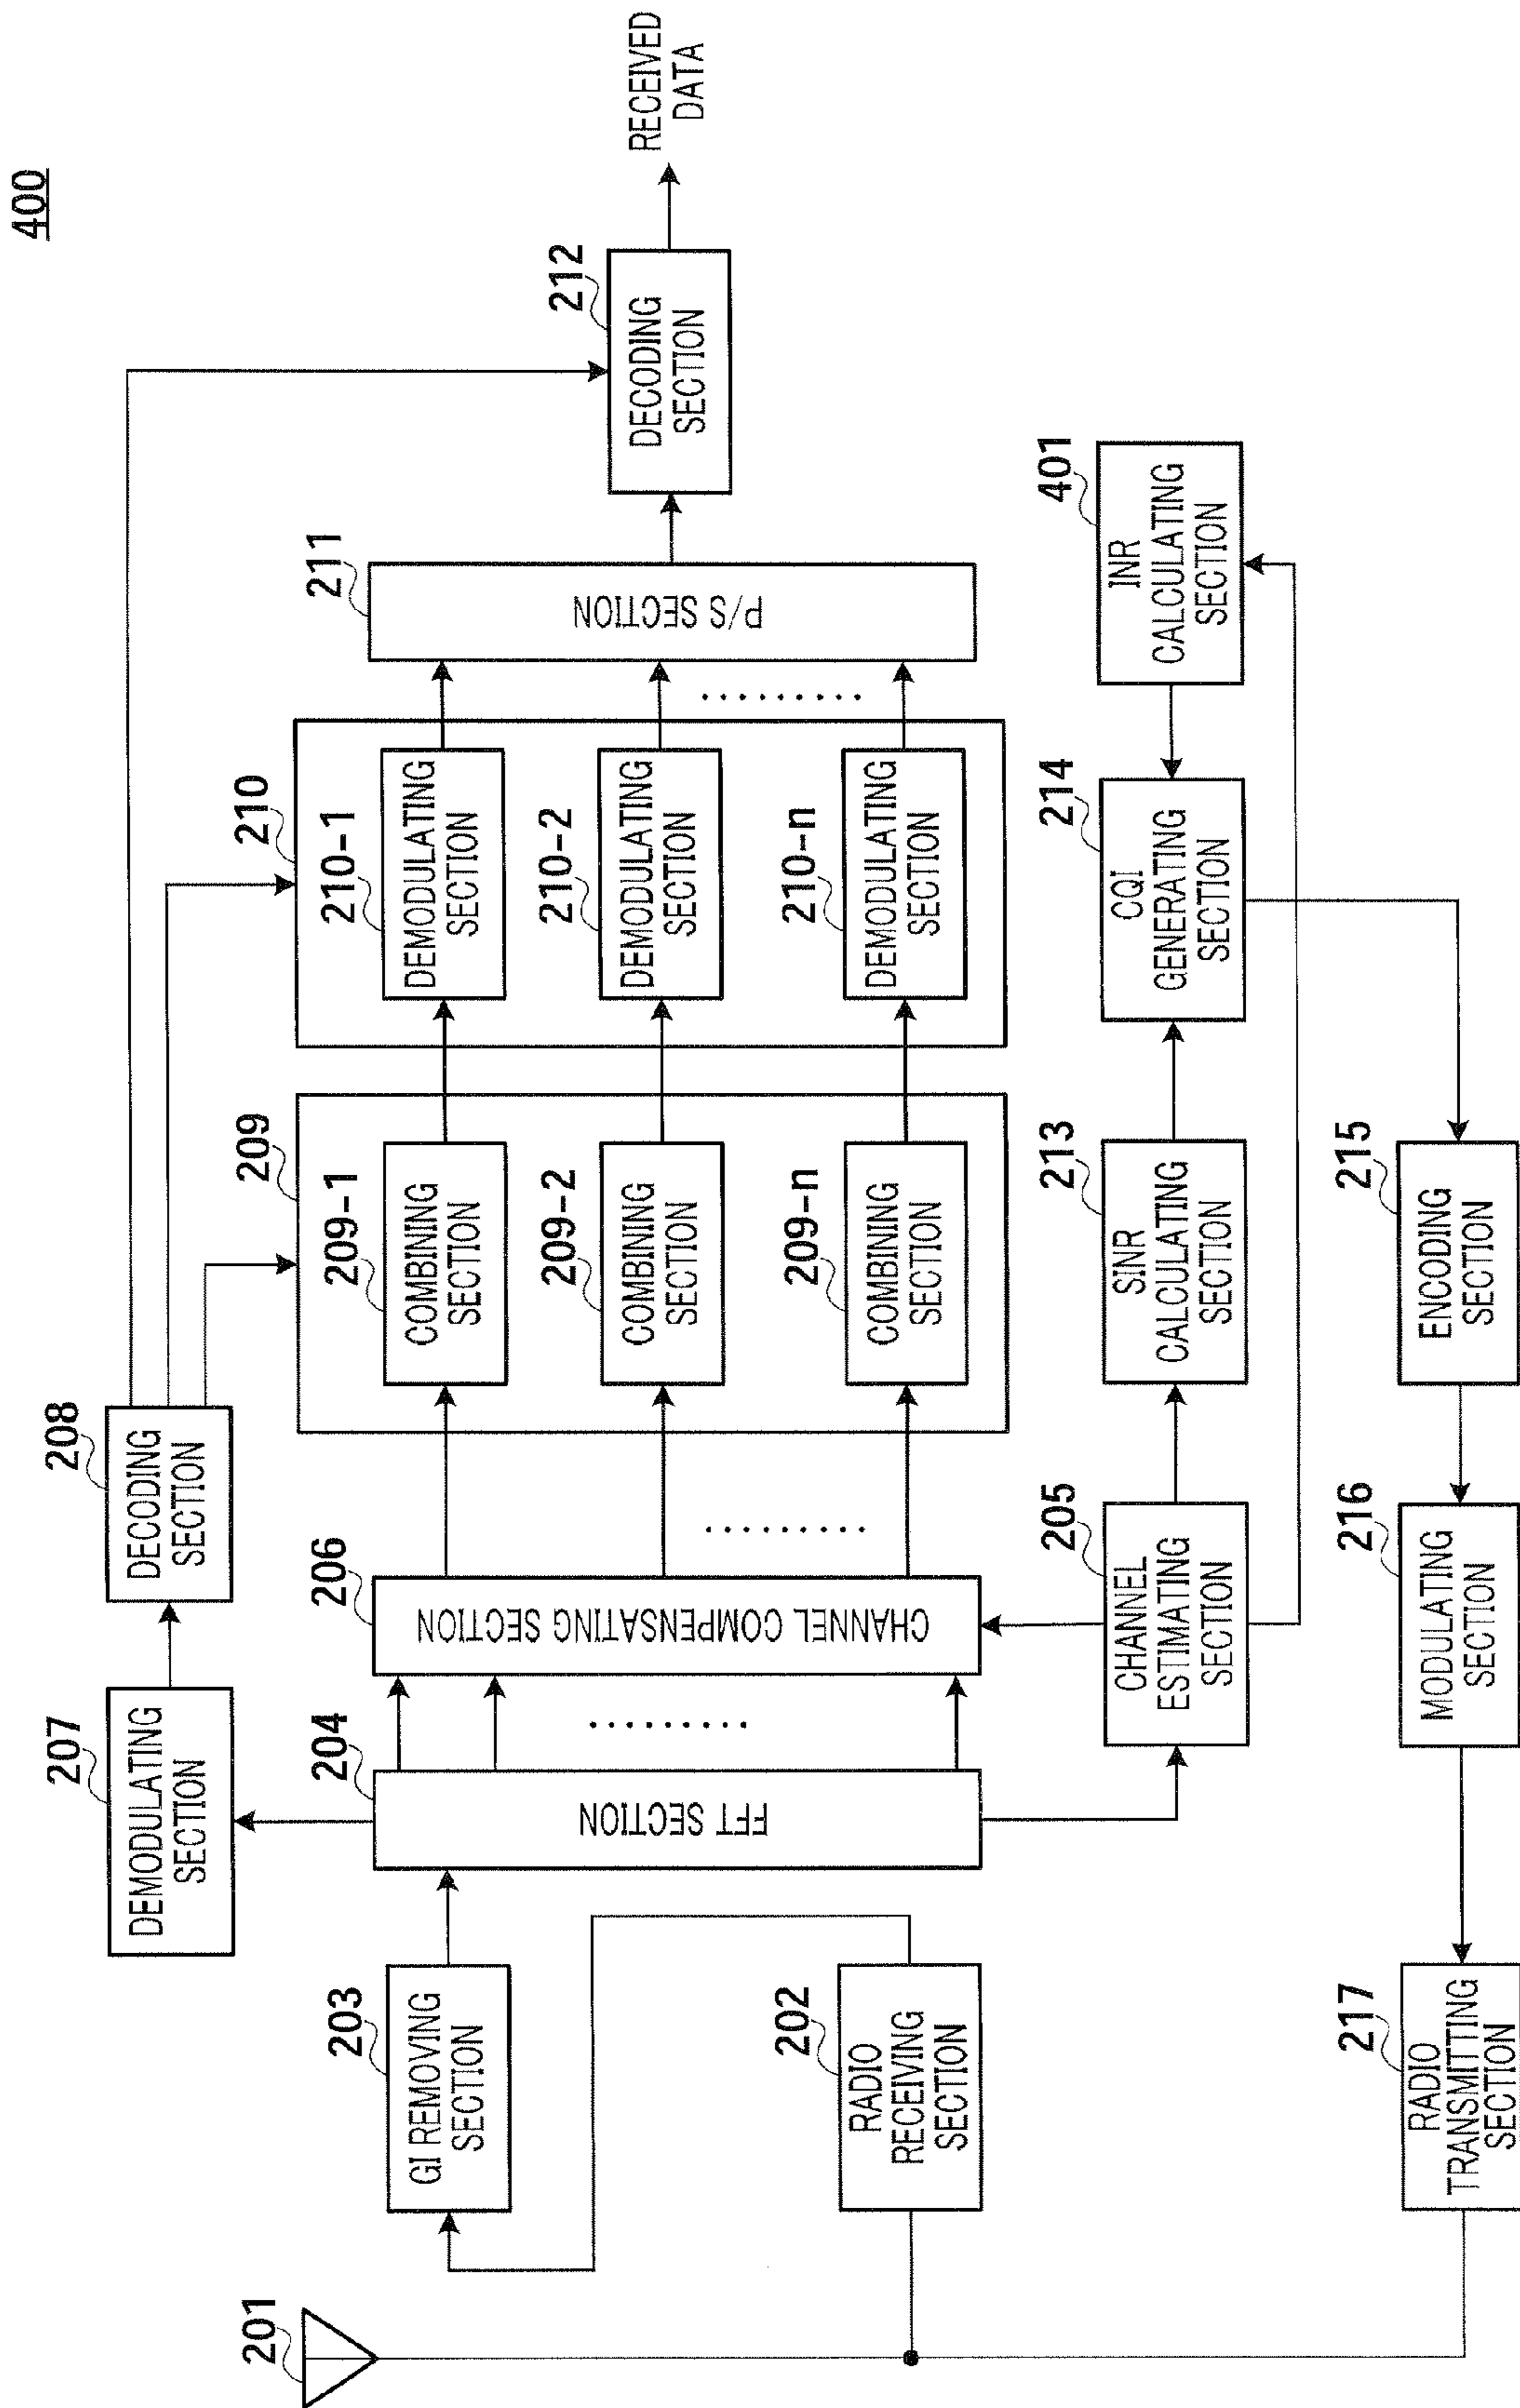 400
201
202
RADIO
RECEIVING
SECTION
203
GI REMOVING
SECTION
204
FFT SECTION
205
CHANNEL
ESTIMATING
SECTION
206
CHANNEL COMPENSATING SECTION
207
DEMODULATING
SECTION
208
DECODING
SECTION
209
209-1
COMBINING
SECTION
209-2
COMBINING
SECTION
209-n
COMBINING
SECTION
210
210-1
DEMODULATING
SECTION
210-2
DEMODULATING
SECTION
210-n
DEMODULATING
SECTION
211
P/S SECTION
212
DECODING
SECTION
RECEIVED
DATA
213
SINR
CALCULATING
SECTION
214
CQI
GENERATING
SECTION
401
INR
CALCULATING
SECTION
215
ENCODING
SECTION
216
MODULATING
SECTION
217
RADIO
TRANSMITTING
SECTION